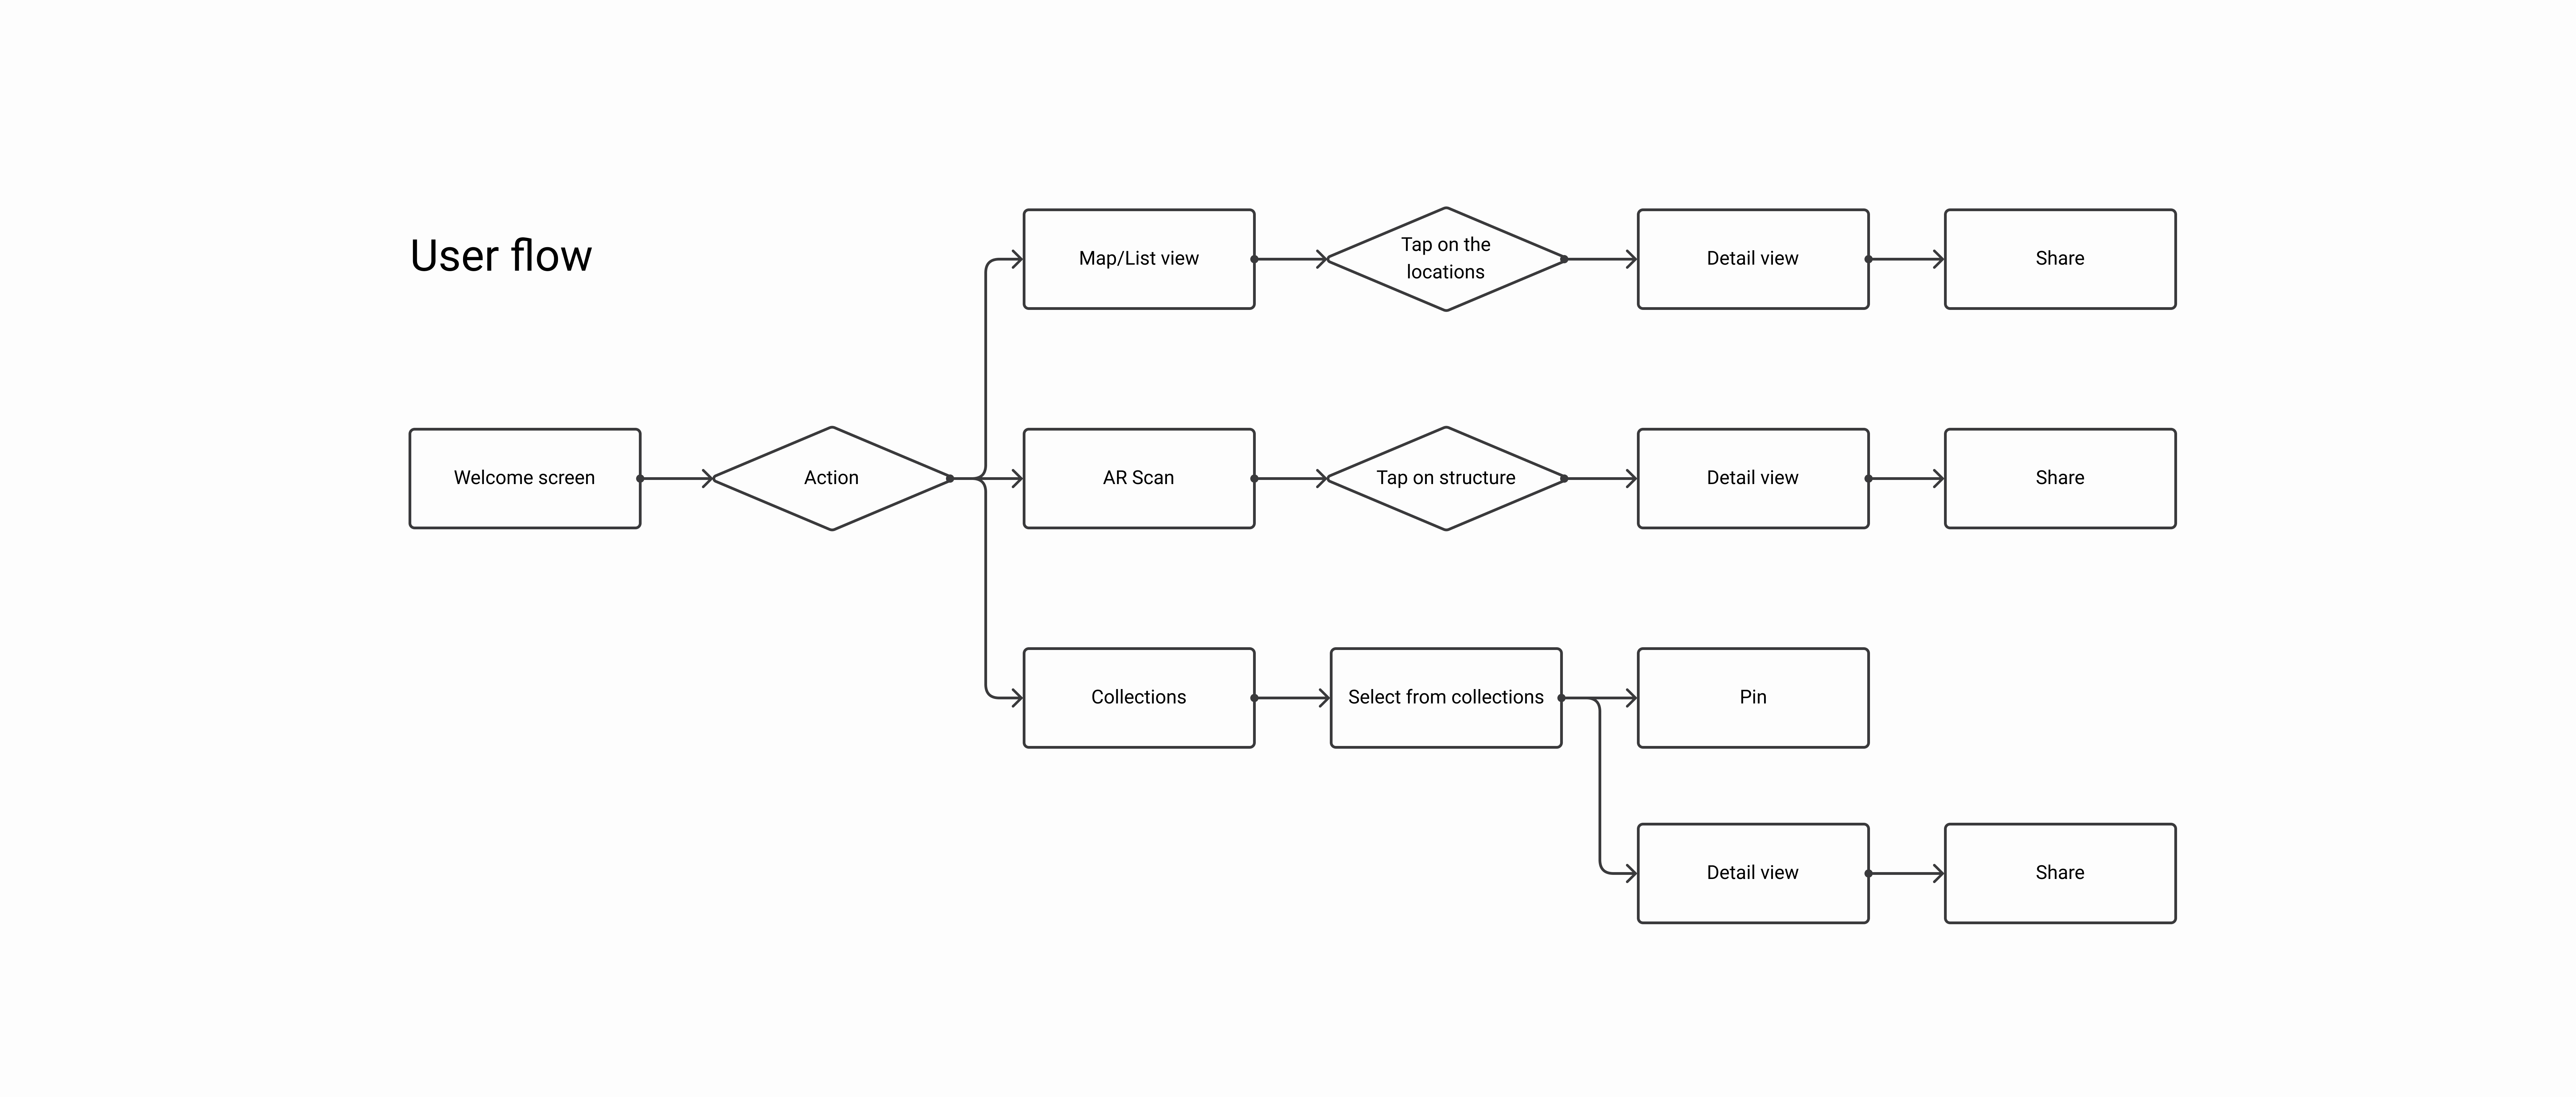 User flow
Map/List view
Tap on the
locations
Detail view
Share
Welcome screen
Action
AR Scan
Tap on structure
Detail view
Share
Collections
Select from collections
Pin
Detail view
Share